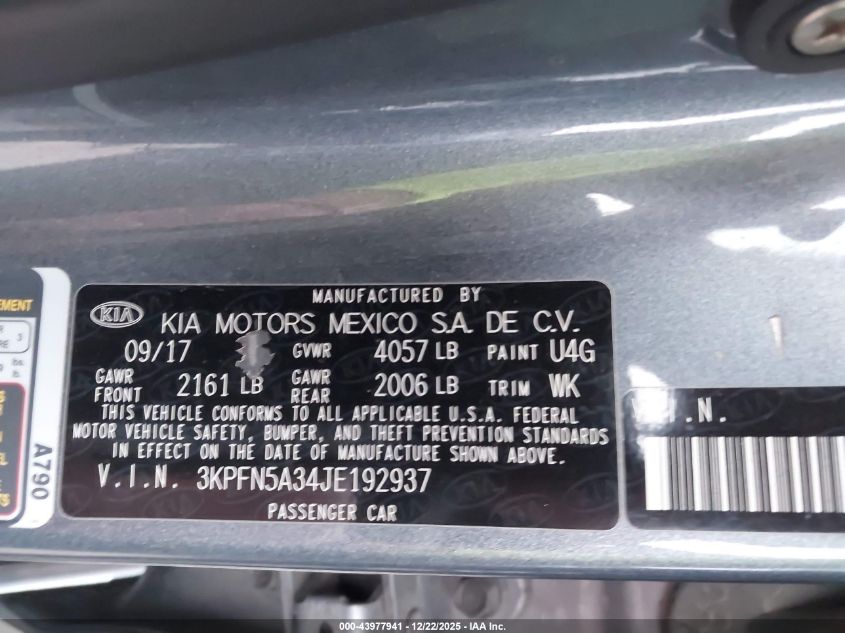 MANUFACTURED BY
KIA KIA MOTORS MEXICO S.A. DE C.V.
09/17 GVWR 4057 LB PAINT U4G
GAWR FRONT 2161 LB GAWR REAR 2006 LB TRIM WK
THIS VEHICLE CONFORMS TO ALL APPLICABLE U.S.A. FEDERAL
MOTOR VEHICLE SAFETY, BUMPER, AND THEFT PREVENTION STANDARDS
IN EFFECT ON THE DATE OF MANUFACTURE SHOWN ABOVE.
V.I.N. 3KPFN5A34JE192937
PASSENGER CAR
A790
V.I.N.
000-43977941 - 12/22/2025 - IAA Inc.